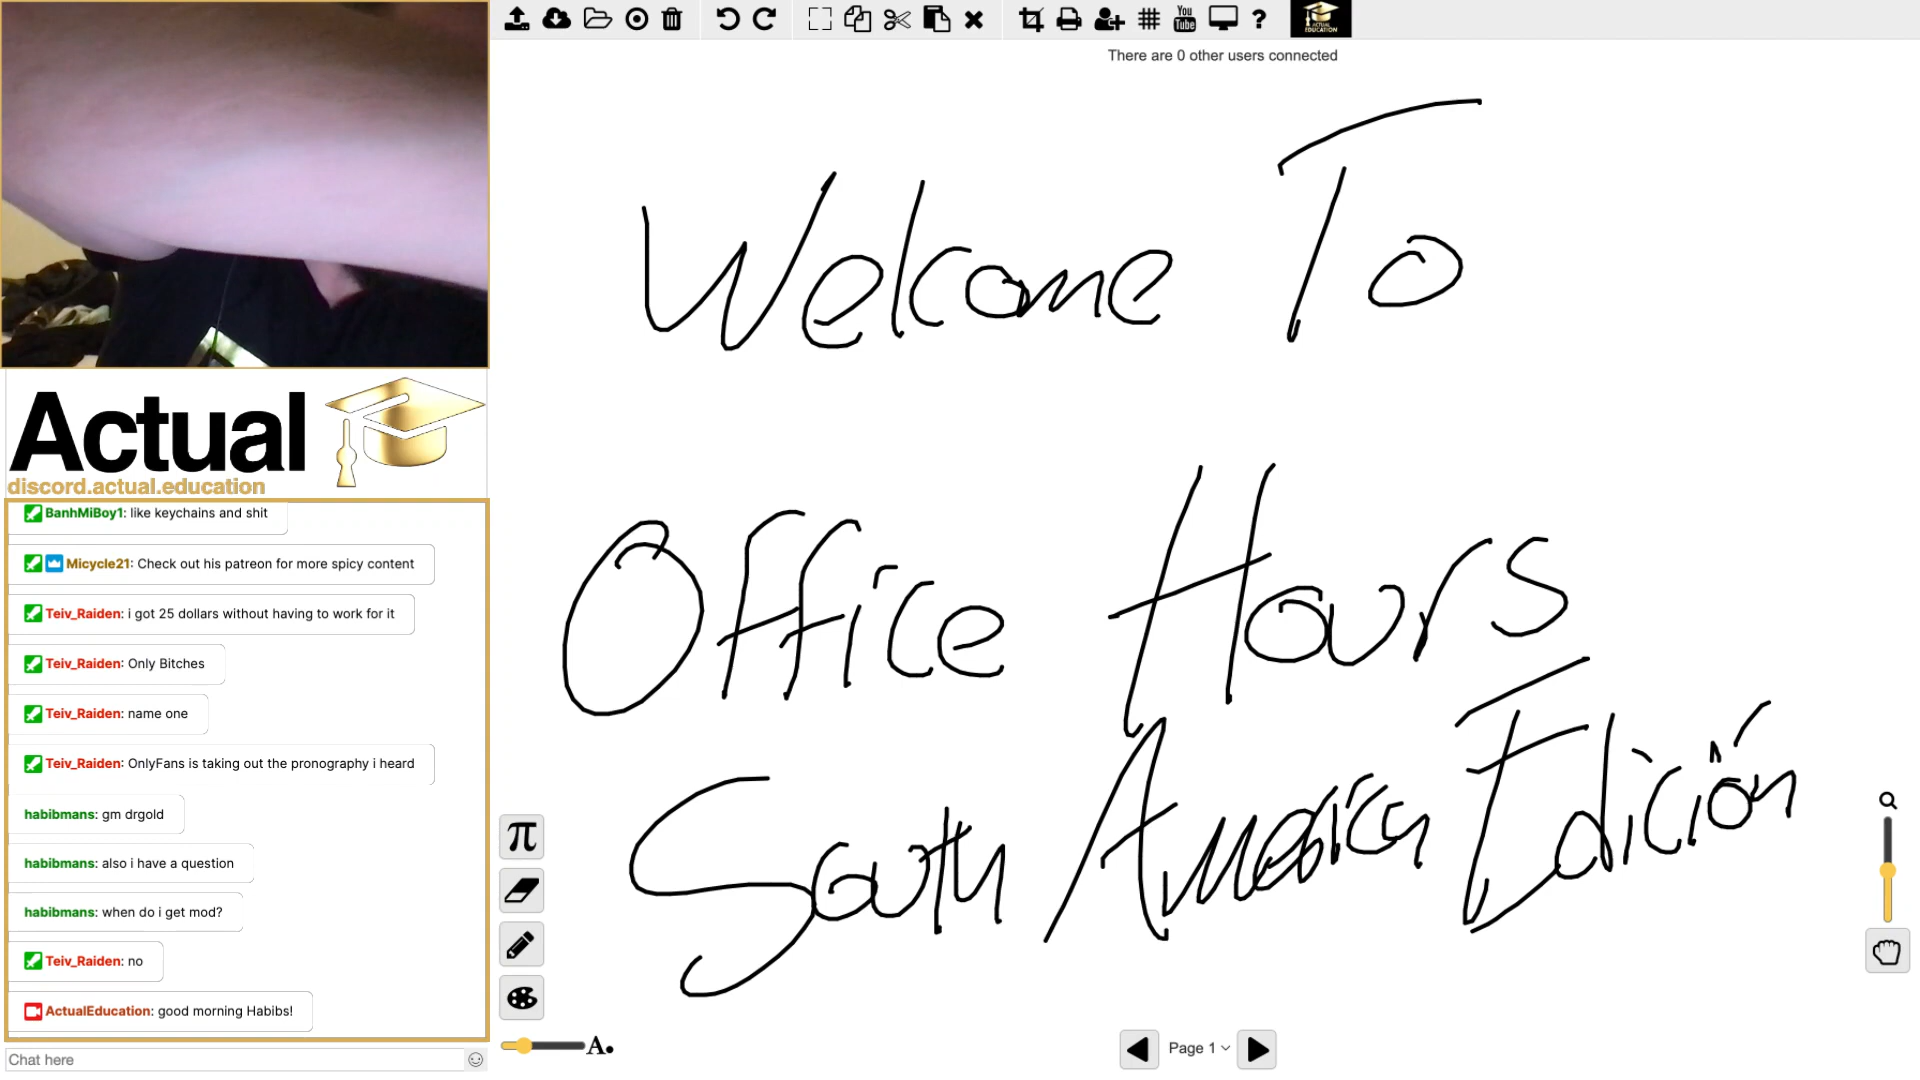 You
Tube
ACTUAL
EDUCATION
There are 0 other users connected
Welcome To
Office Hours
South America Edición
Actual
discord.actual.education
BanhMiBoy1: like keychains and shit
Micycle21: Check out his patreon for more spicy content
Teiv_Raiden: i got 25 dollars without having to work for it
Teiv_Raiden: Only Bitches
Teiv_Raiden: name one
Teiv_Raiden: OnlyFans is taking out the pronography i heard
habibmans: gm drgold
habibmans: also i have a question
habibmans: when do i get mod?
Teiv_Raiden: no
ActualEducation: good morning Habibs!
Chat here
π
A
Page 1